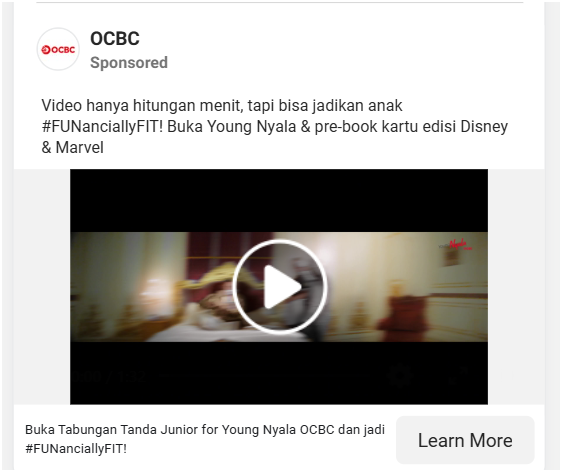 OCBC
OCBC
Sponsored
Video hanya hitungan menit, tapi bisa jadikan anak
#FUNanciallyFIT! Buka Young Nyala & pre-book kartu edisi Disney
& Marvel
Nyala
Buka Tabungan Tanda Junior for Young Nyala OCBC dan jadi
#FUNanciallyFIT!
Learn More